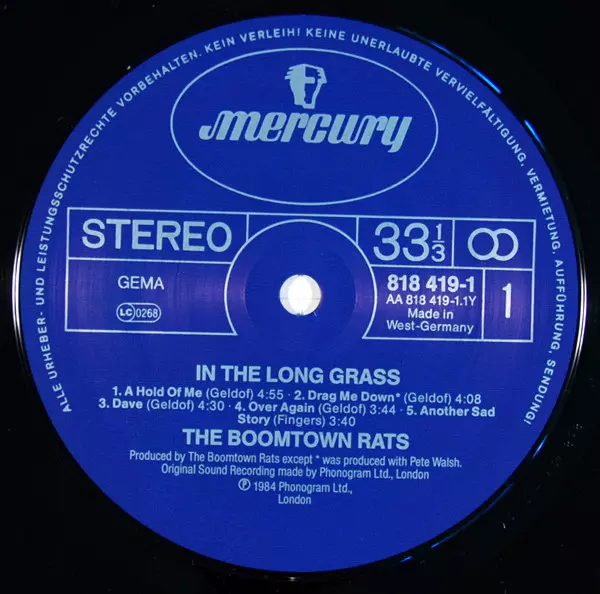 ALLE URHEBER- UND LEISTUNGSSCHUTZRECHTE VORBEHALTEN. KEIN VERLEIH! KEINE UNERLAUBTE VERVIELFÄLTIGUNG, VERMIETUNG, AUFFÜHRUNG, SENDUNG!
mercury
STEREO
33 1/3
GEMA
LC 0268
818 419-1
AA 818 419-1.1Y
Made in
West-Germany
1
IN THE LONG GRASS
1. A Hold Of Me (Geldof) 4:55 · 2. Drag Me Down* (Geldof) 4:08
3. Dave (Geldof) 4:30 · 4. Over Again (Geldof) 3:44 · 5. Another Sad
Story (Fingers) 3:40
THE BOOMTOWN RATS
Produced by The Boomtown Rats except * was produced with Pete Walsh.
Original Sound Recording made by Phonogram Ltd., London
℗ 1984 Phonogram Ltd.,
London